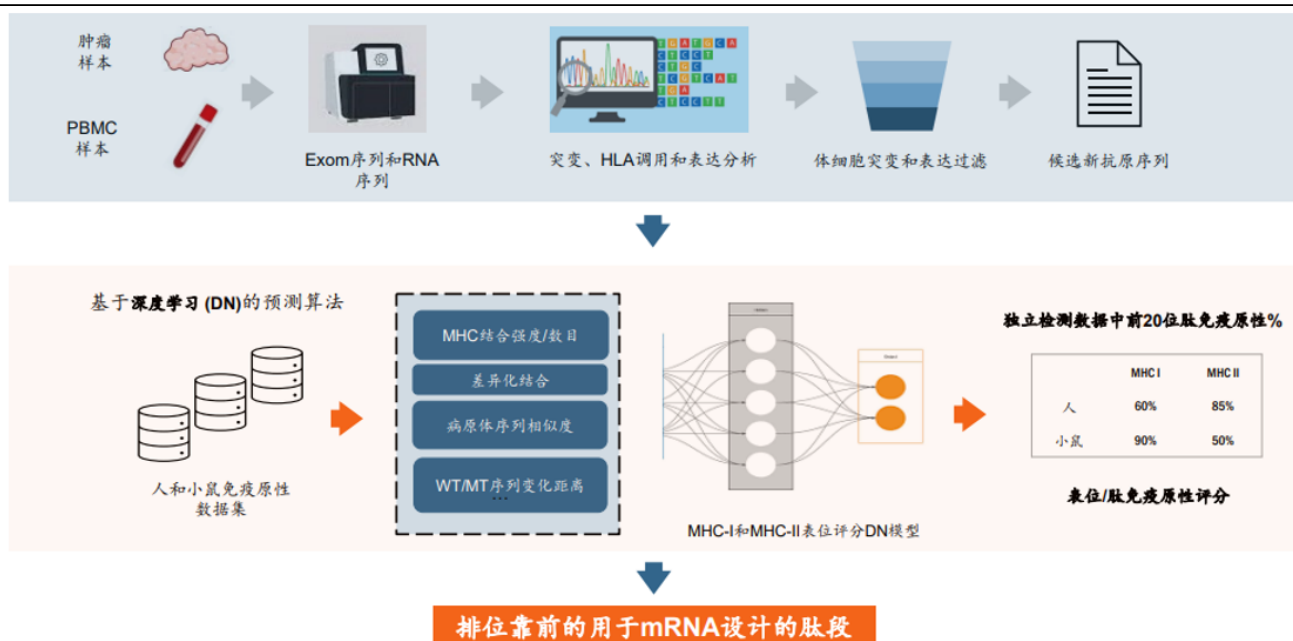 肿瘤
样本
PBMC
样本
Exom序列和RNA
序列
突变、HLA调用和表达分析
体细胞突变和表达过滤
候选新抗原序列
基于深度学习 (DN)的预测算法
人和小鼠免疫原性
数据集
MHC结合强度/数目
差异化结合
病原体序列相似度
WT/MT序列变化距离
...
MHC-I和MHC-II表位评分DN模型
独立检测数据中前20位肽免疫原性%
MHC I MHC II
人 60% 85%
小鼠 90% 50%
表位/肽免疫原性评分
排位靠前的用于mRNA设计的肽段